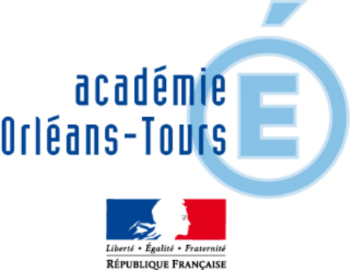 académie
Orléans-Tours
É
Liberté • Égalité • Fraternité
RÉPUBLIQUE FRANÇAISE